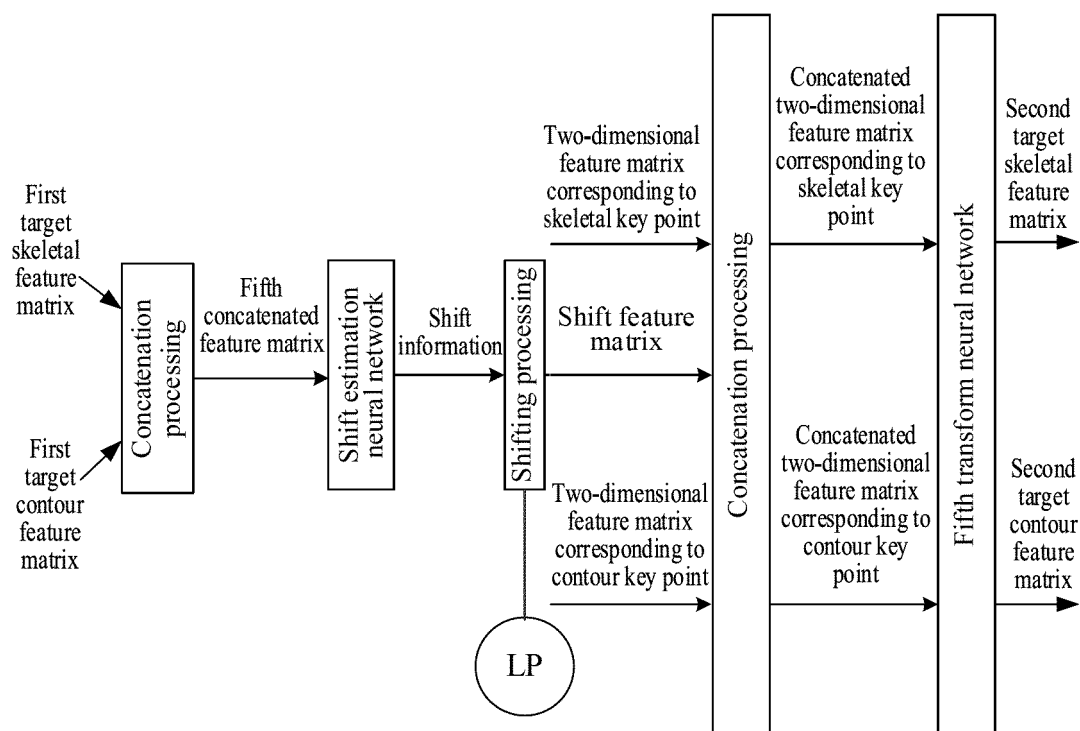 First
target
skeletal
feature
matrix
First
target
contour
feature
matrix
Concatenation
processing
Fifth
concatenated
feature matrix
Shift estimation
neural network
Shift
information
Shifting processing
LP
Two-dimensional
feature matrix
corresponding to
skeletal key point
Shift feature
matrix
Two-dimensional
feature matrix
corresponding to
contour key point
Concatenation processing
Concatenated
two-dimensional
feature matrix
corresponding to
skeletal key
point
Concatenated
two-dimensional
feature matrix
corresponding to
contour key
point
Fifth transform neural network
Second
target
skeletal
feature
matrix
Second
target
contour
feature
matrix